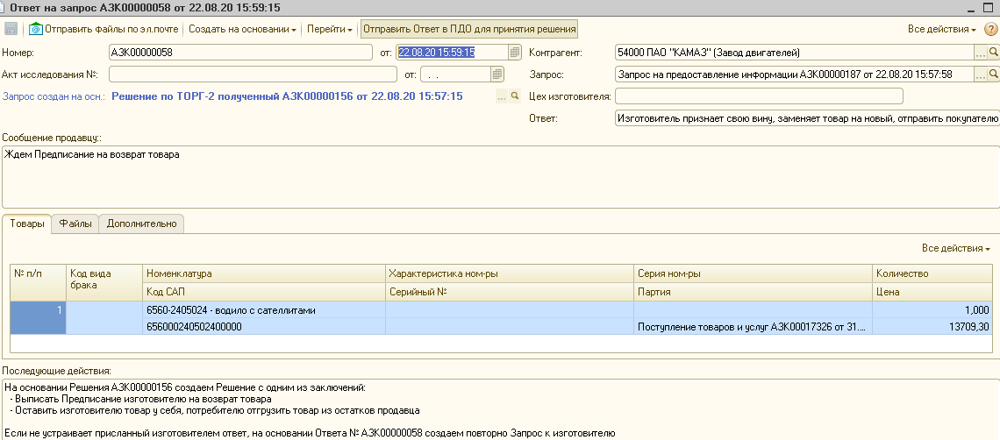 Ответ на запрос АЗК00000058 от 22.08.20 15:59:15
Отправить файлы по эл.почте Создать на основании Перейти Отправить Ответ в ПДО для принятия решения Все действия
Номер: АЗК00000058 от: 22.08.20 15:59:15 Контрагент: 54000 ПАО "КАМАЗ" (Завод двигателей)
Акт исследования №: от: . . Запрос: Запрос на предоставление информации АЗК00000187 от 22.08.20 15:57:58
Запрос создан на осн.: Решение по ТОРГ-2 полученный АЗК00000156 от 22.08.20 15:57:15 ... Цех изготовителя:
Ответ: Изготовитель признает свою вину, заменяет товар на новый, отправить покупателю
Сообщение продавцу::
Ждем Предписание на возврат товара
Товары Файлы Дополнительно
Все действия
№ п/п Код вида брака Номенклатура Характеристика ном-ры Серия ном-ры Количество
Код САП Серийный № Партия Цена
1 6560-2405024 - водило с сателлитами 1,000
656000240502400000 Поступление товаров и услуг АЗК00017326 от 31.... 13709,30
Последующие действия:
На основании Решения АЗК00000156 создаем Решение с одним из заключений:
- Выписать Предписание изготовителю на возврат товара
- Оставить изготовителю товар у себя, потребителю отгрузить товар из остатков продавца
Если не устраивает присланный изготовителем ответ, на основании Ответа № АЗК00000058 создаем повторно Запрос к изготовителю